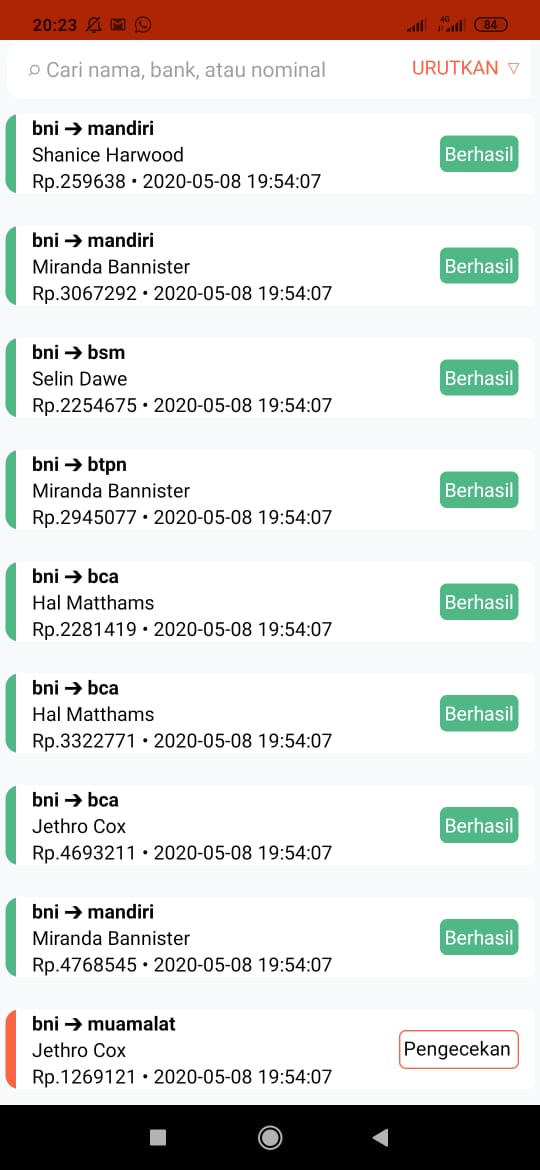 20:23 4G 84
Cari nama, bank, atau nominal URUTKAN ▽
bni → mandiri
Shanice Harwood Berhasil
Rp.259638 • 2020-05-08 19:54:07
bni → mandiri
Miranda Bannister Berhasil
Rp.3067292 • 2020-05-08 19:54:07
bni → bsm
Selin Dawe Berhasil
Rp.2254675 • 2020-05-08 19:54:07
bni → btpn
Miranda Bannister Berhasil
Rp.2945077 • 2020-05-08 19:54:07
bni → bca
Hal Matthams Berhasil
Rp.2281419 • 2020-05-08 19:54:07
bni → bca
Hal Matthams Berhasil
Rp.3322771 • 2020-05-08 19:54:07
bni → bca
Jethro Cox Berhasil
Rp.4693211 • 2020-05-08 19:54:07
bni → mandiri
Miranda Bannister Berhasil
Rp.4768545 • 2020-05-08 19:54:07
bni → muamalat
Jethro Cox Pengecekan
Rp.1269121 • 2020-05-08 19:54:07